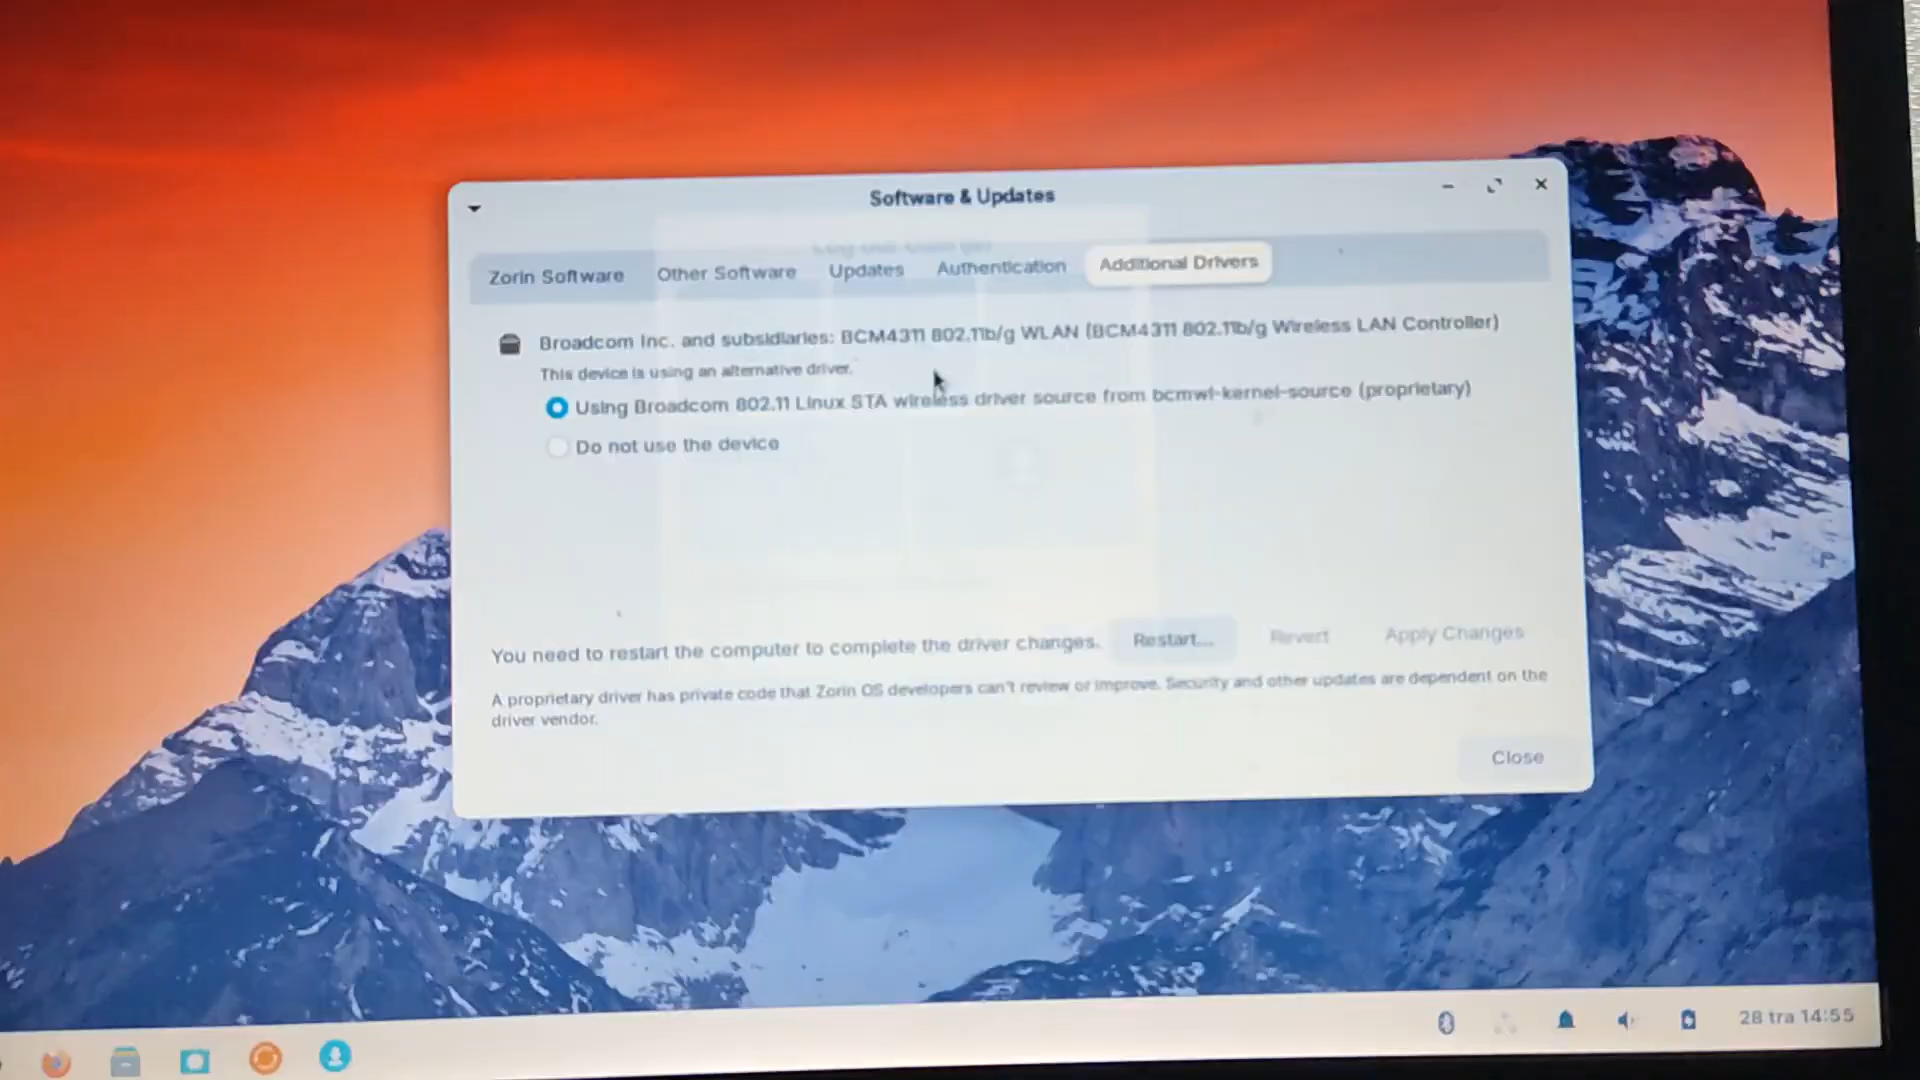 Software & Updates
Zorin Software
Other Software
Updates
Authentication
Additional Drivers
Broadcom Inc. and subsidiaries: BCM4311 802.11b/g WLAN (BCM4311 802.11b/g Wireless LAN Controller)
This device is using an alternative driver.
Using Broadcom 802.11 Linux STA wireless driver source from bcmwl-kernel-source (proprietary)
Do not use the device
You need to restart the computer to complete the driver changes.
Restart...
Revert
Apply Changes
A proprietary driver has private code that Zorin OS developers can't review or improve. Security and other updates are dependent on the
driver vendor.
Close
28 tra 14:55